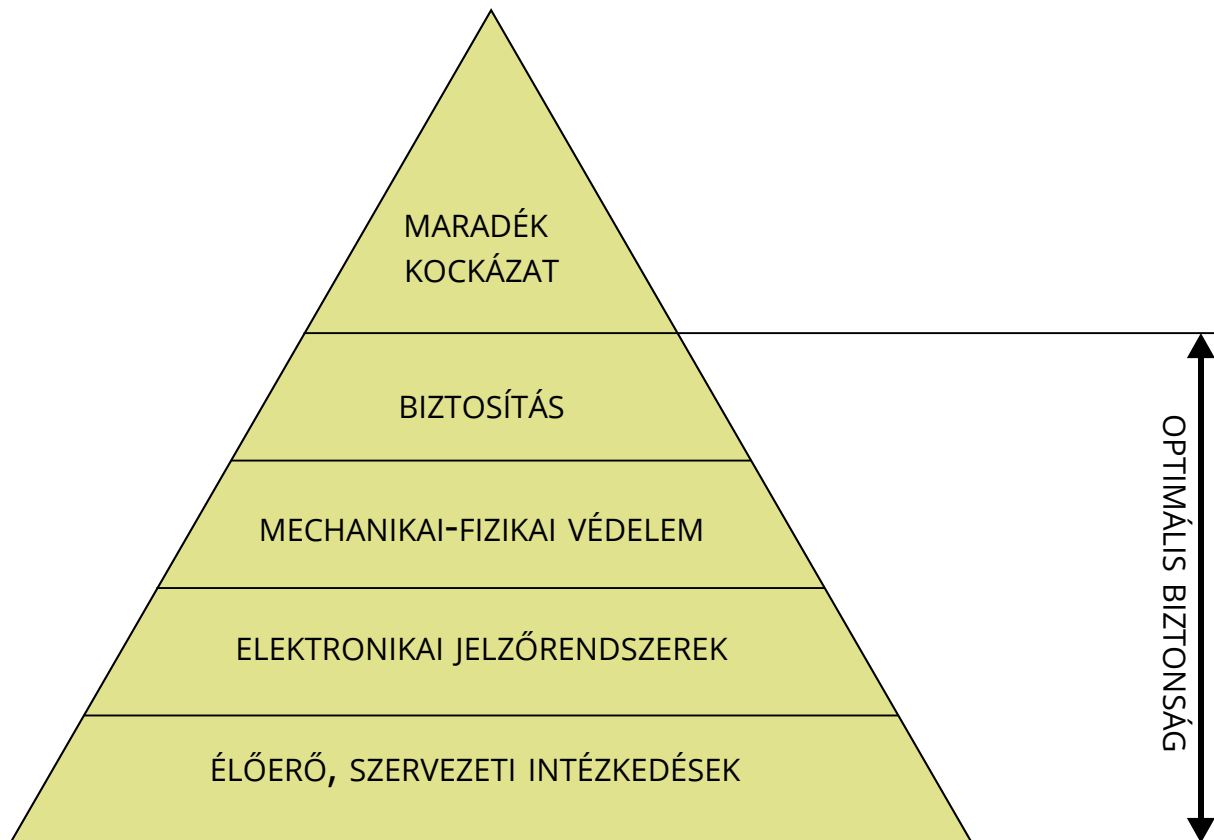 MARADÉK
KOCKÁZAT
BIZTOSÍTÁS
MECHANIKAI-FIZIKAI VÉDELEM
ELEKTRONIKAI JELZŐRENDSZEREK
ÉLŐERŐ, SZERVEZETI INTÉZKEDÉSEK
OPTIMÁLIS BIZTONSÁG